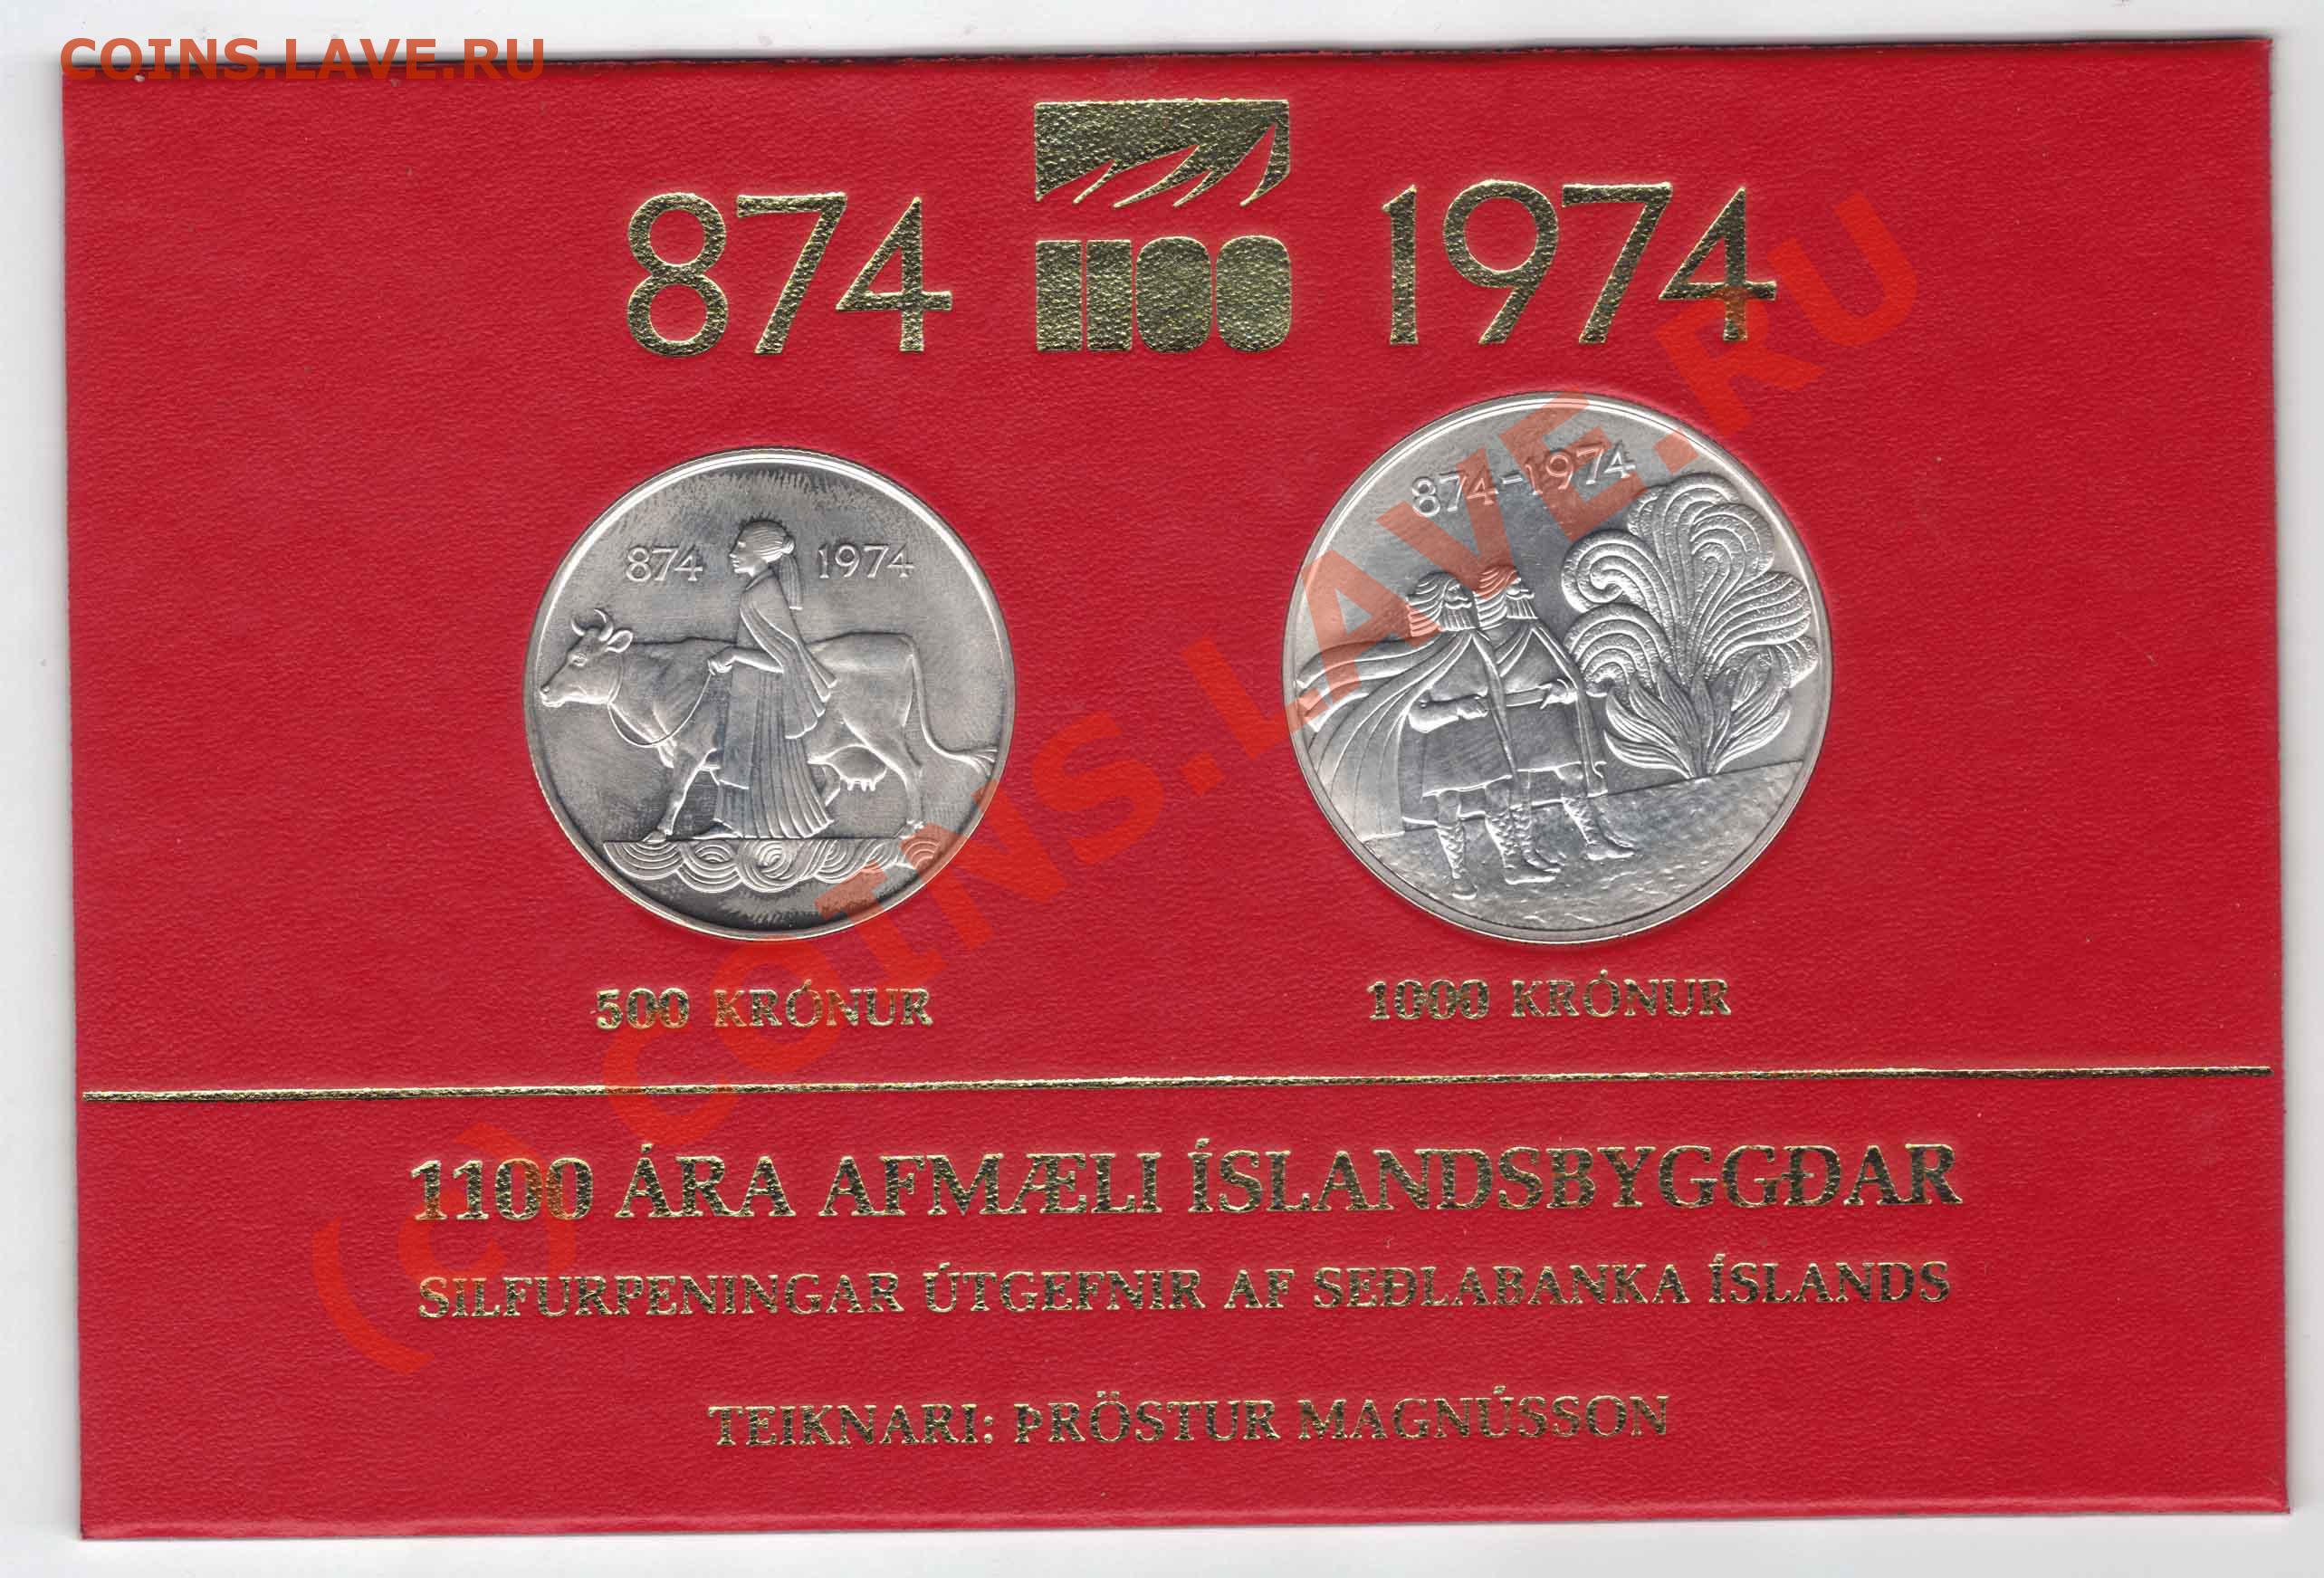 COINS.LAVE.RU
874 1100 1974
874 1974
874-1974
500 KRÓNUR
1000 KRÓNUR
1100 ÁRA AFMÆLI ÍSLANDSBYGGÐAR
SILFURPENINGAR ÚTGEFNIR AF SEÐLABANKA ÍSLANDS
TEIKNARI: ÞRÖSTUR MAGNÚSSON
(c) COINS.LAVE.RU